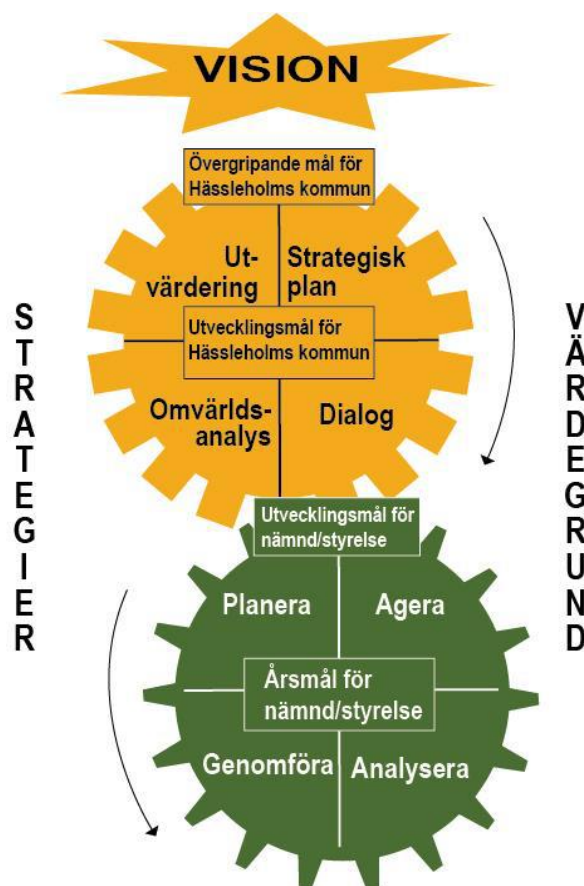 VISION
Övergripande mål för
Hässleholms kommun
Ut-
värdering
Strategisk
plan
Utvecklingsmål för
Hässleholms kommun
Omvärlds-
analys
Dialog
STRATEGIER
VÄRDEGRUND
Utvecklingsmål för
nämnd/styrelse
Planera
Agera
Årsmål för
nämnd/styrelse
Genomföra
Analysera